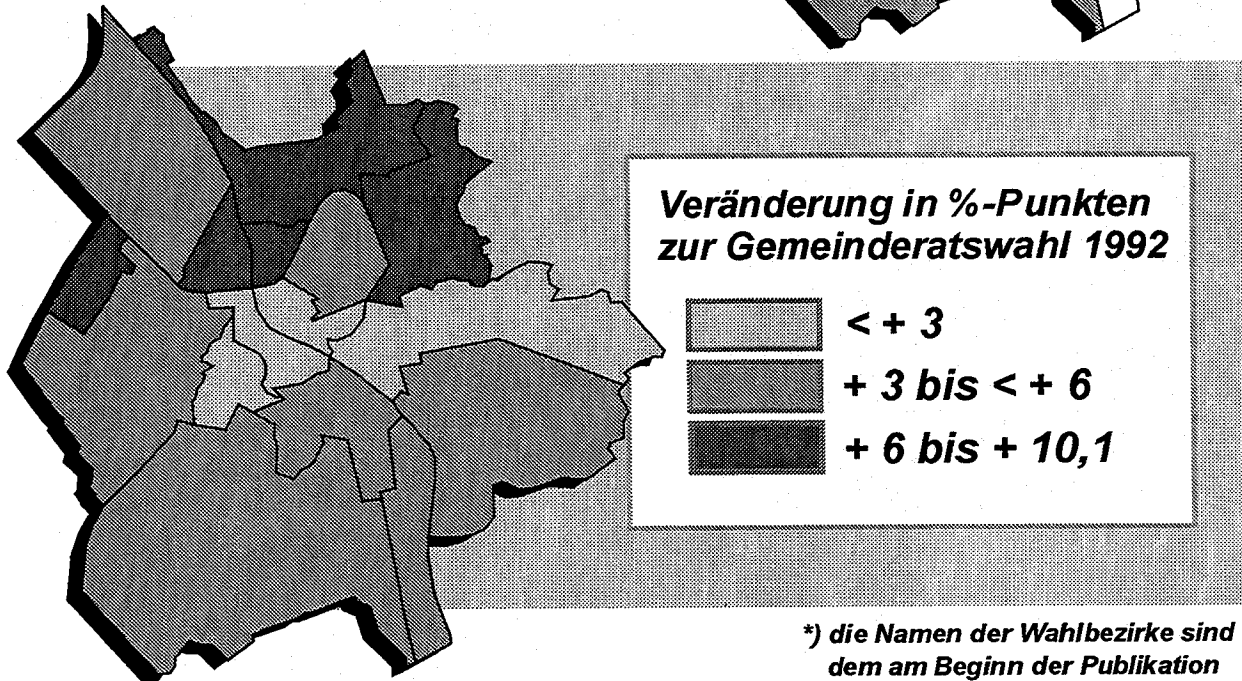 Veränderung in %-Punkten
zur Gemeinderatswahl 1992
< + 3
+ 3 bis < + 6
+ 6 bis + 10,1
*) die Namen der Wahlbezirke sind
dem am Beginn der Publikation